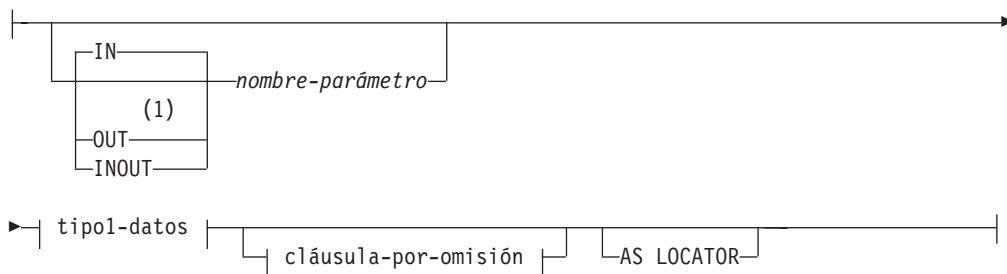 IN
nombre-parámetro
(1)
OUT
INOUT
tipo1-datos
cláusula-por-omisión AS LOCATOR